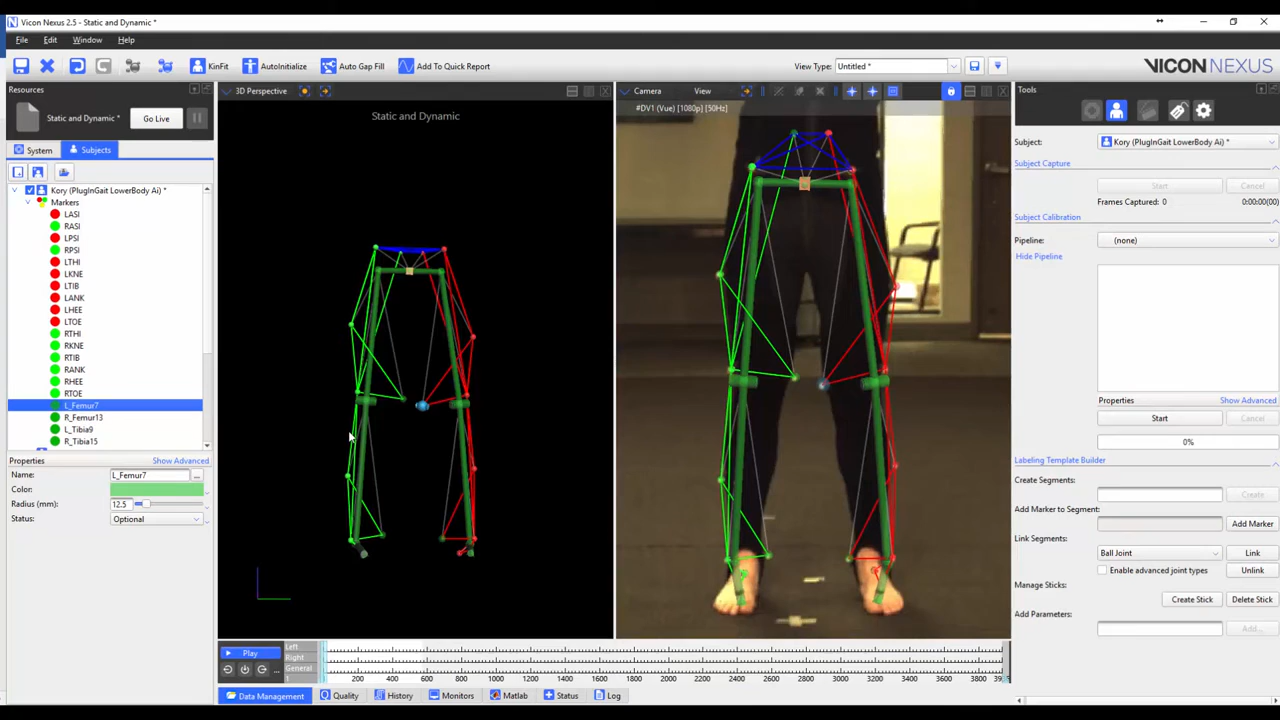 Vicon Nexus 2.5 - Static and Dynamic *
File Edit Window Help
KinFit AutoInitialize Auto Gap Fill Add To Quick Report View Type: Untitled * VICON NEXUS
Resources
Static and Dynamic * Go Live
System Subjects
Kory (PlugInGait LowerBody Ai) *
Markers
LASI
RASI
LPSI
RPSI
LTHI
LKNE
LTIB
LANK
LHEE
LTOE
RTHI
RKNE
RTIB
RANK
RHEE
RTOE
L_Femur7
R_Femur13
L_Tibia9
R_Tibia15
Properties Show Advanced
Name: L_Femur7 ...
Color:
Radius (mm): 12.5
Status: Optional
3D Perspective
Static and Dynamic
Camera View
#DV1 (Vue) [1080p] [50Hz]
Play
Left
Right
General
1
200 400 600 800 1000 1200 1400 1600 1800 2000 2200 2400 2600 2800 3000 3200 3400 3600 3800
Data Management Quality History Monitors Matlab Status Log
Tools
Subject: Kory (PlugInGait LowerBody Ai) *
Subject Capture
Start Cancel
Frames Captured: 0 0:00:00(00)
Subject Calibration
Pipeline: (none)
Hide Pipeline
Properties Show Advanced
Start Cancel
0%
Labeling Template Builder
Create Segments:
Create
Add Marker to Segment:
Add Marker
Link Segments:
Ball Joint Link
Enable advanced joint types Unlink
Manage Sticks:
Create Stick Delete Stick
Add Parameters:
Add...